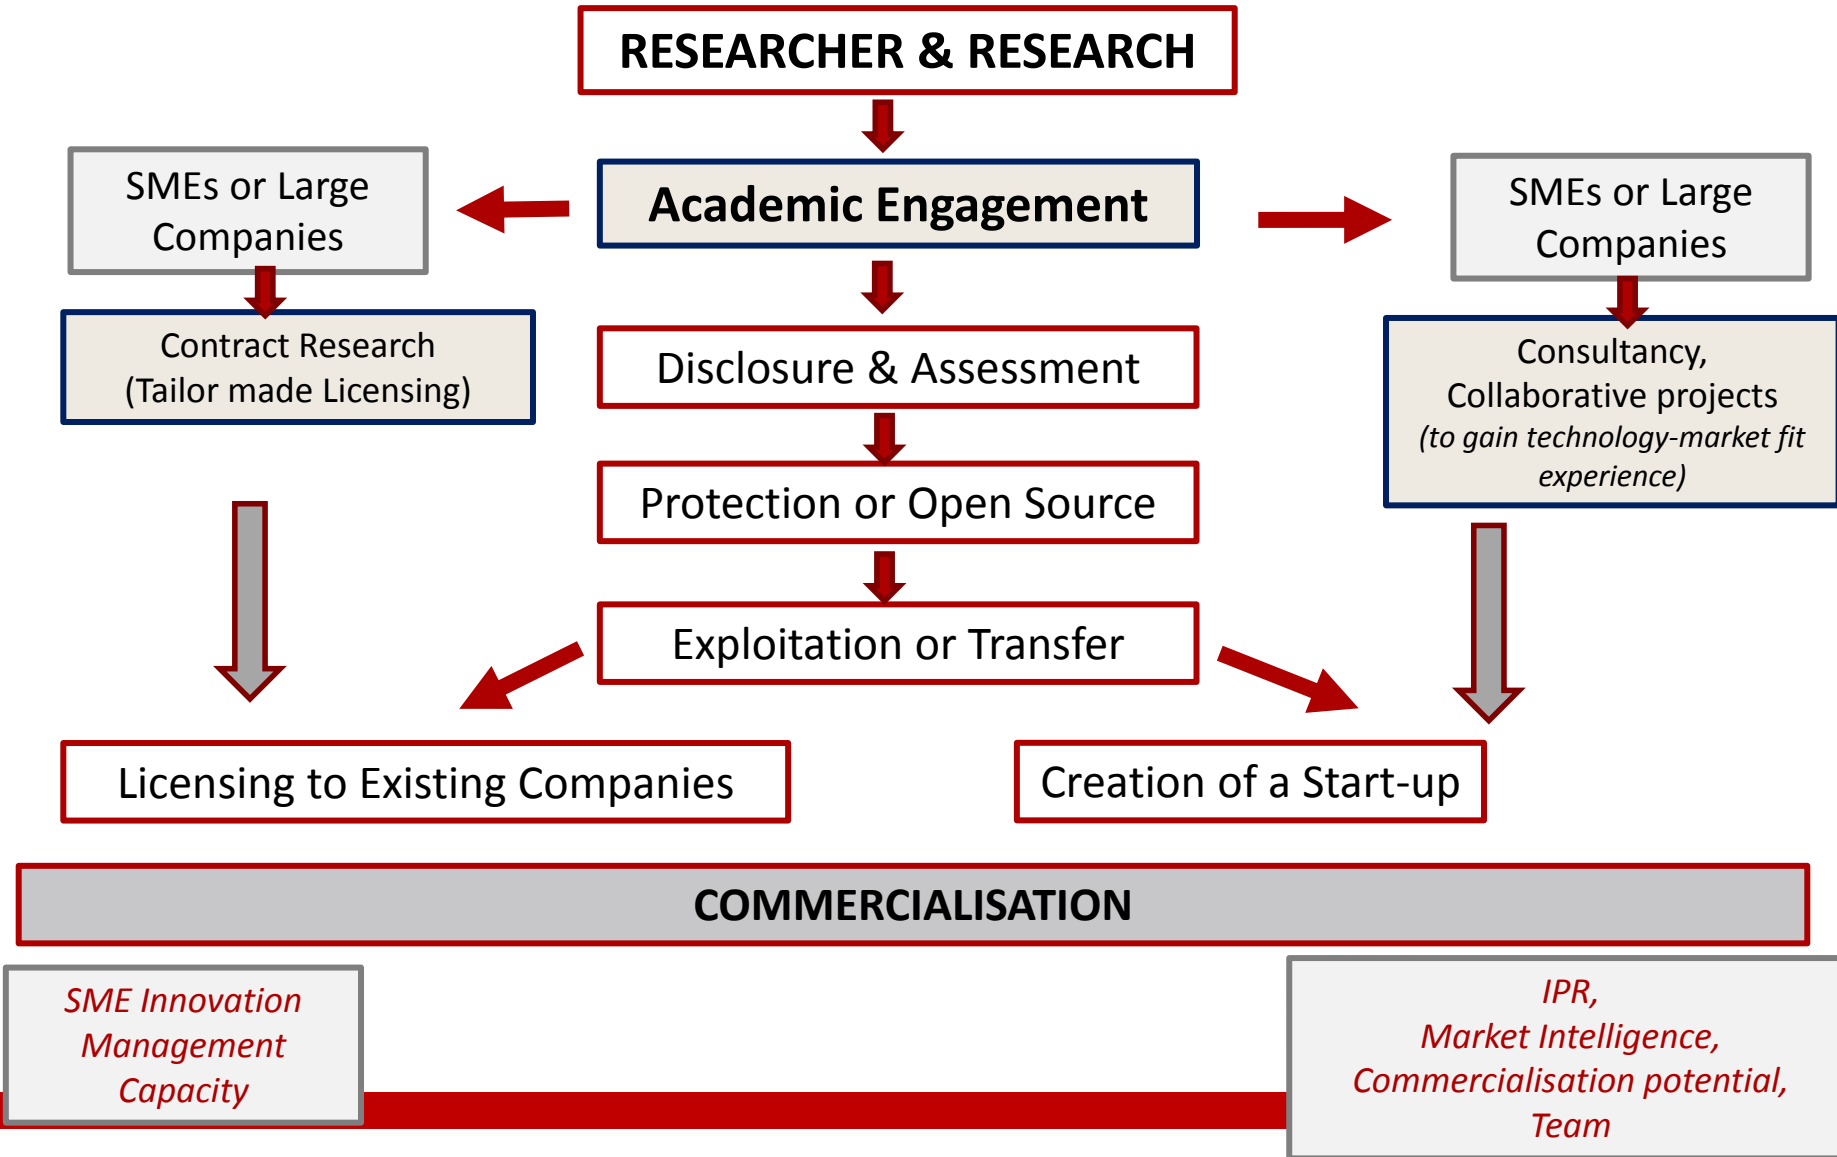 RESEARCHER & RESEARCH
SMEs or Large
Companies
Academic Engagement
SMEs or Large
Companies
Contract Research
(Tailor made Licensing)
Disclosure & Assessment
Consultancy,
Collaborative projects
(to gain technology-market fit
experience)
Protection or Open Source
Exploitation or Transfer
Licensing to Existing Companies
Creation of a Start-up
COMMERCIALISATION
SME Innovation
Management
Capacity
IPR,
Market Intelligence,
Commercialisation potential,
Team